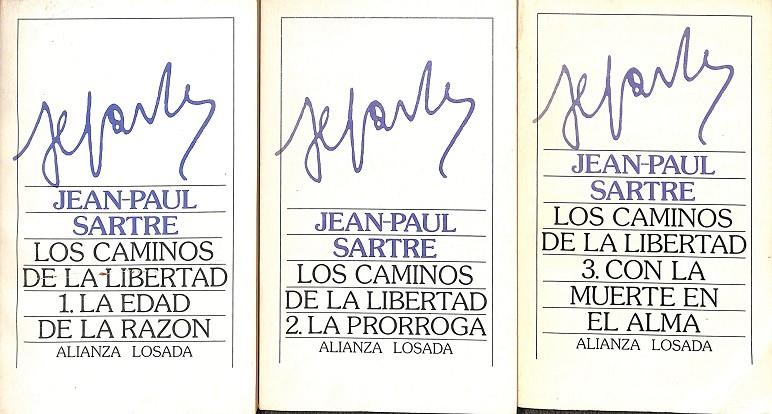 JEAN-PAUL
SARTRE
LOS CAMINOS
DE LA LIBERTAD
1. LA EDAD
DE LA RAZON
ALIANZA LOSADA
JEAN-PAUL
SARTRE
LOS CAMINOS
DE LA LIBERTAD
2. LA PRORROGA
ALIANZA LOSADA
JEAN-PAUL
SARTRE
LOS CAMINOS
DE LA LIBERTAD
3. CON LA
MUERTE EN
EL ALMA
ALIANZA LOSADA